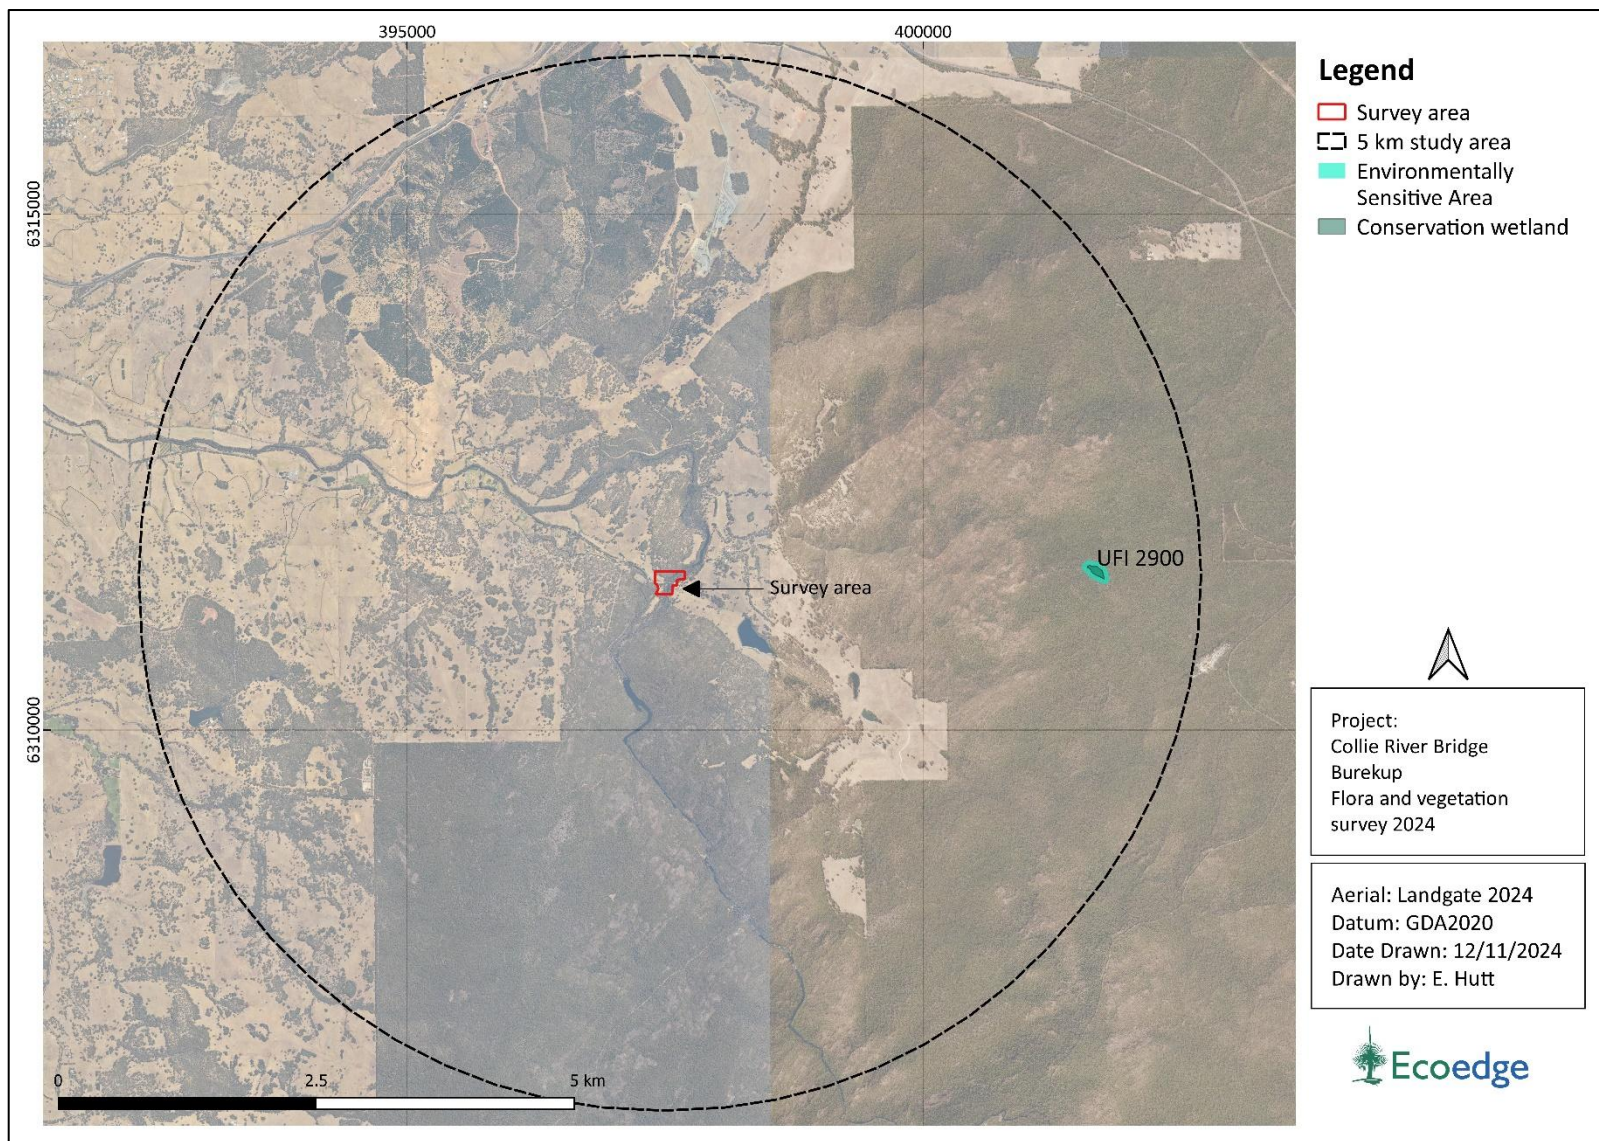 395000
400000
6315000
6310000
UFI 2900
Survey area
0
2.5
5 km
Legend
Survey area
5 km study area
Environmentally
Sensitive Area
Conservation wetland
Project:
Collie River Bridge
Burekup
Flora and vegetation
survey 2024
Aerial: Landgate 2024
Datum: GDA2020
Date Drawn: 12/11/2024
Drawn by: E. Hutt
Ecoedge